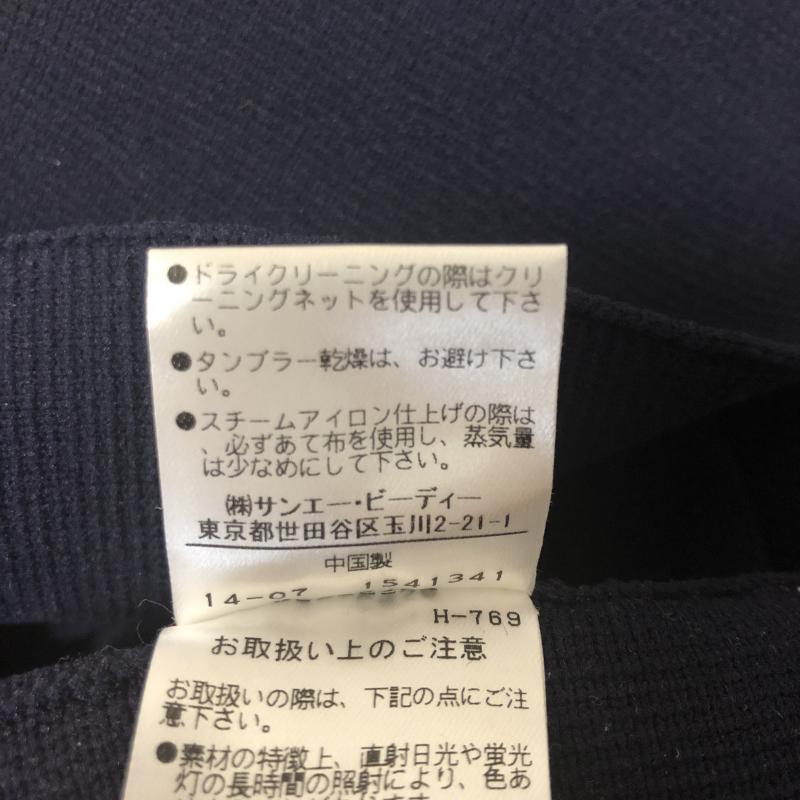 ●ドライクリーニングの際はクリ
ーニングネットを使用して下さ
い。
●タンブラー乾燥は、お避け下さ
い。
●スチームアイロン仕上げの際は
、必ずあて布を使用し、蒸気量
は少なめにして下さい。
㈱サンエー・ビーディー
東京都世田谷区玉川2-21-1
中国製
14-07 1541341
H-769
お取扱い上のご注意
お取扱いの際は、下記の点にご注
意下さい。
●素材の特徴上、直射日光や蛍光
灯の長時間の照射により、色あ